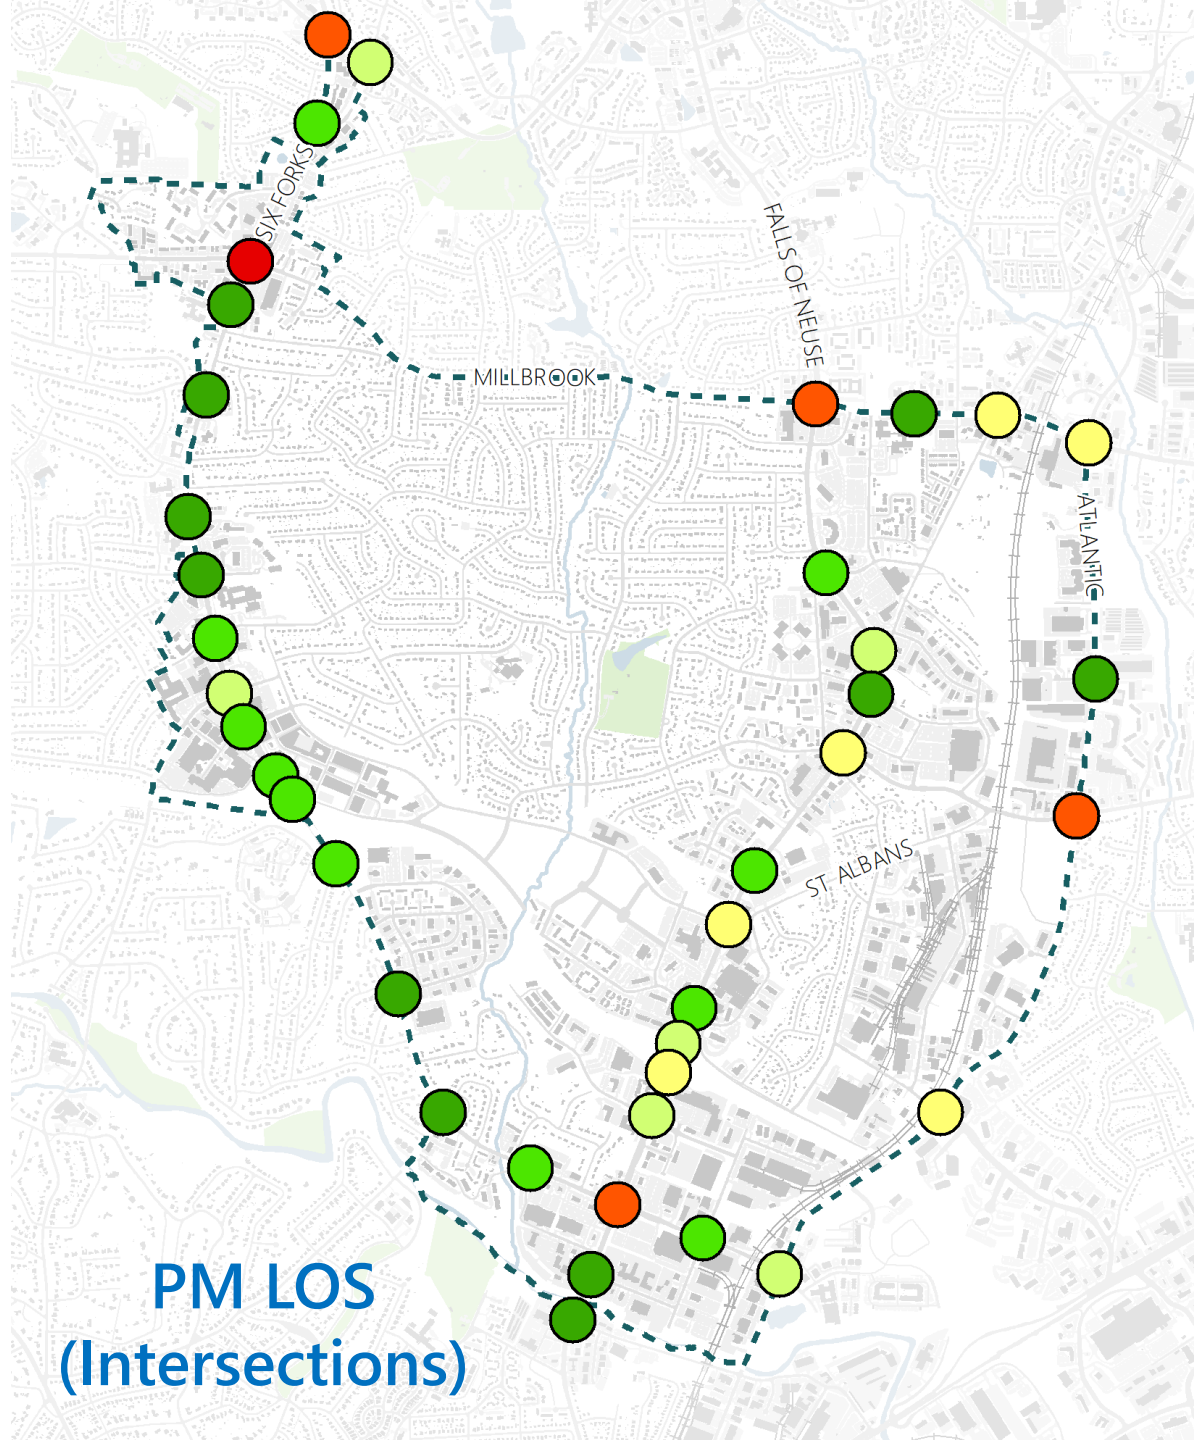 SIX FORKS
FALLS OF NEUSE
MILLBROOK
ATLANTIC
ST ALBANS
PM LOS
(Intersections)